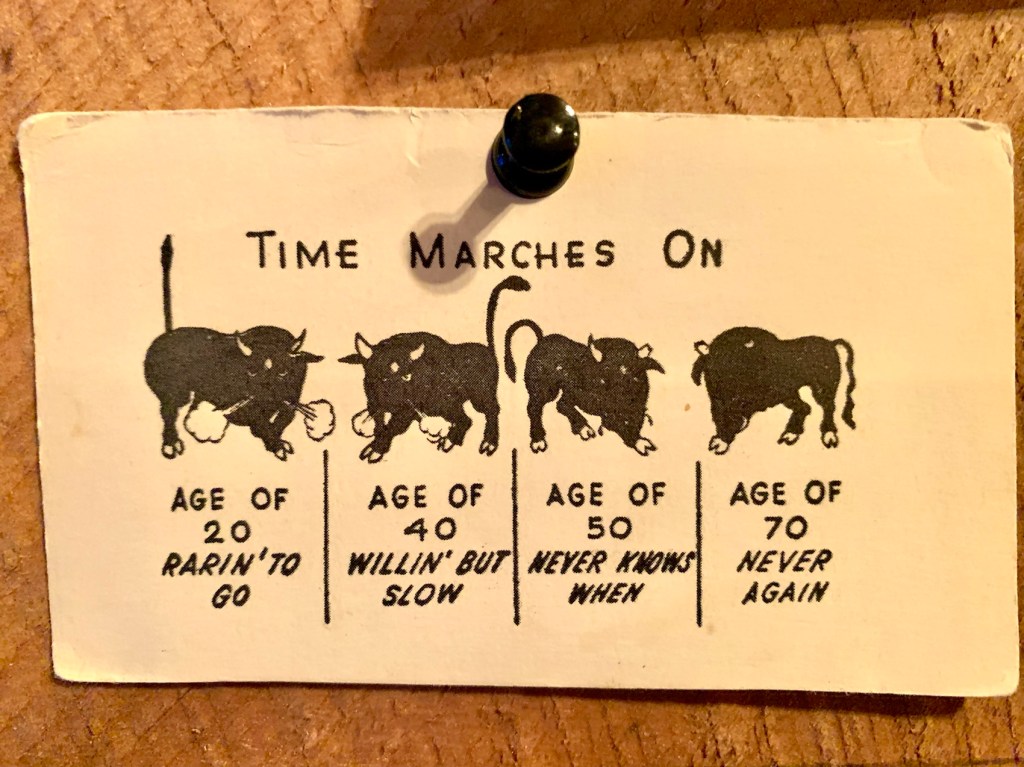 TIME MARCHES ON
AGE OF
20
RARIN' TO
GO
AGE OF
40
WILLIN' BUT
SLOW
AGE OF
50
NEVER KNOWS
WHEN
AGE OF
70
NEVER
AGAIN